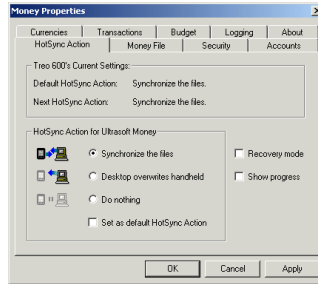 Money Properties
Currencies Transactions Budget Logging About
HotSync Action Money File Security Accounts
Treo 600's Current Settings:
Default HotSync Action: Synchronize the files.
Next HotSync Action: Synchronize the files.
HotSync Action for Ultrasoft Money
Synchronize the files
Recovery mode
Desktop overwrites handheld
Show progress
Do nothing
Set as default HotSync Action
OK Cancel Apply